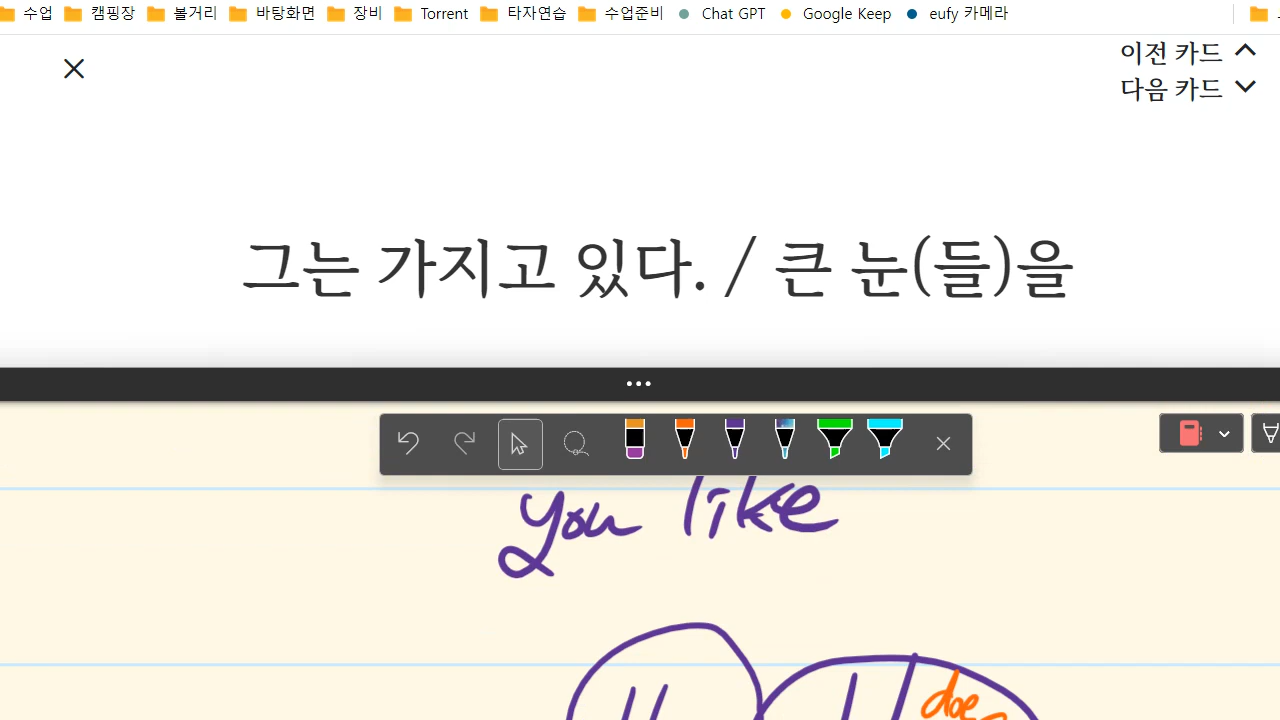 수업 캠핑장 볼거리 바탕화면 장비 Torrent 타자연습 수업준비 Chat GPT Google Keep eufy 카메라
이전 카드
다음 카드
그는 가지고 있다. / 큰 눈(들)을
you like